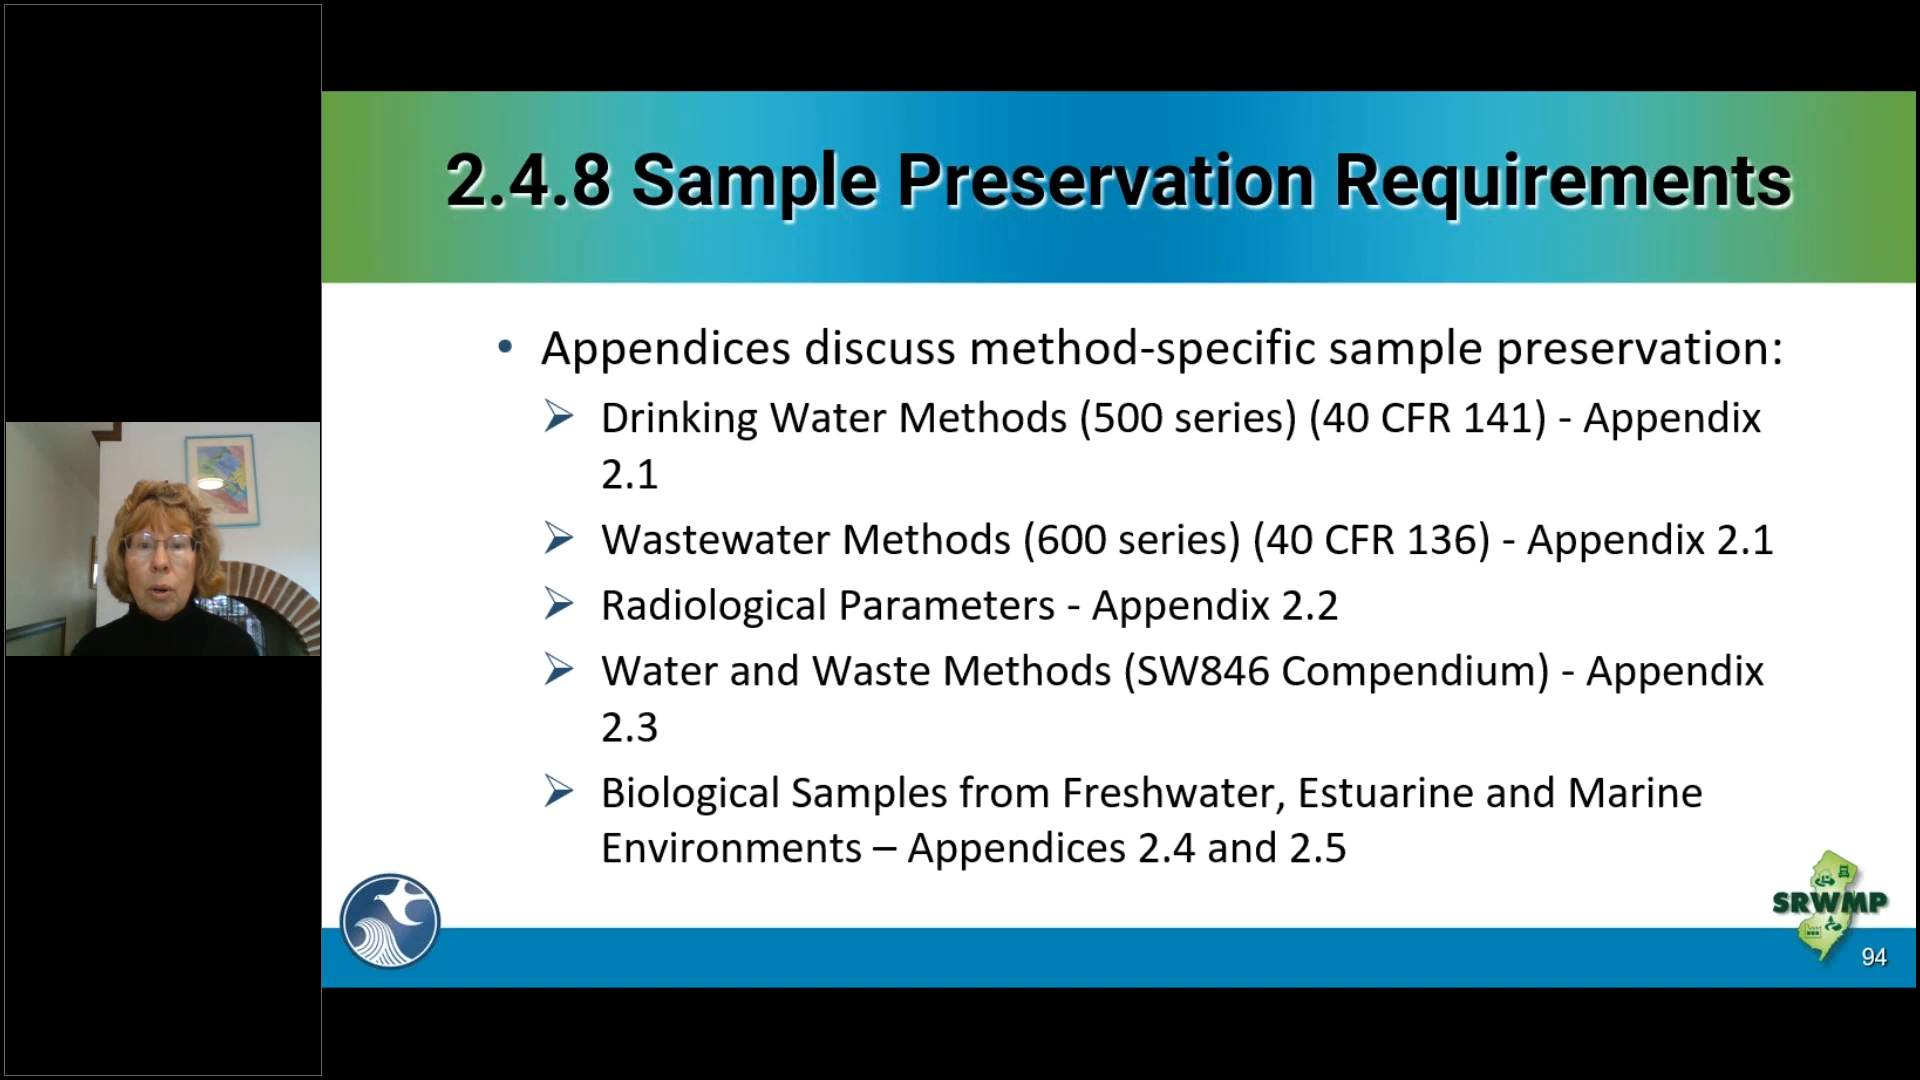 2.4.8 Sample Preservation Requirements
• Appendices discuss method-specific sample preservation:
➢ Drinking Water Methods (500 series) (40 CFR 141) - Appendix
2.1
➢ Wastewater Methods (600 series) (40 CFR 136) - Appendix 2.1
➢ Radiological Parameters - Appendix 2.2
➢ Water and Waste Methods (SW846 Compendium) - Appendix
2.3
➢ Biological Samples from Freshwater, Estuarine and Marine
Environments – Appendices 2.4 and 2.5
SRWMP
94